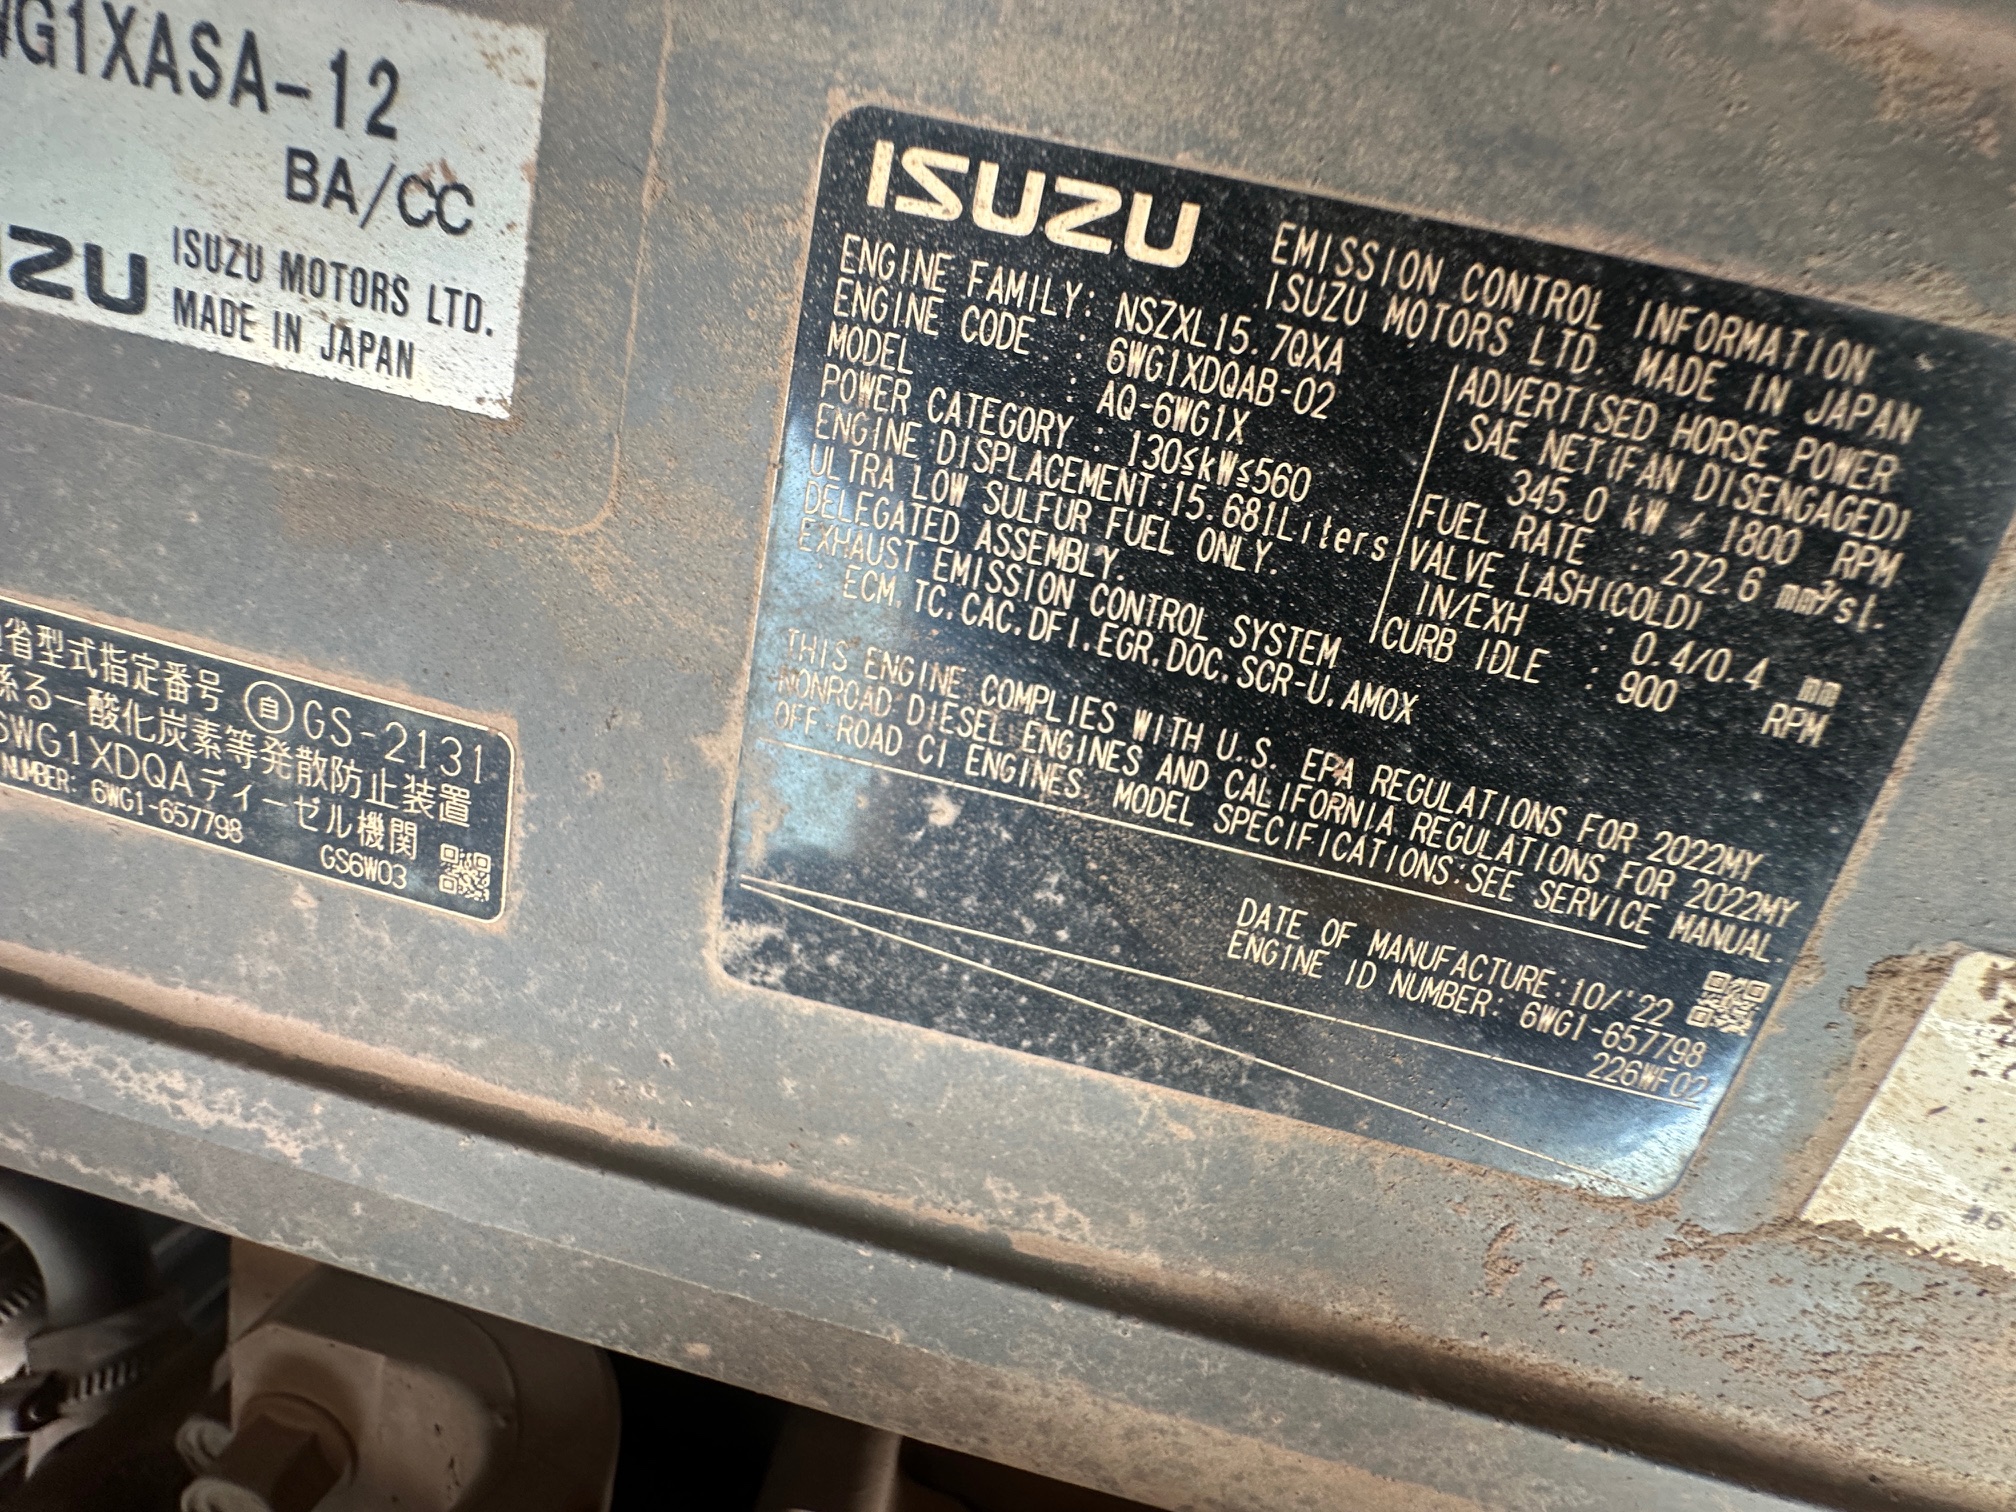 WG1XASA-12
BA/CC
ZU ISUZU MOTORS LTD.
MADE IN JAPAN
省型式指定番号 自 GS-2131
係る一酸化炭素等発散防止装置
6WG1XDQAディーゼル機関
NUMBER: 6WG1-657798 GS6W03
ISUZU
EMISSION CONTROL INFORMATION
ISUZU MOTORS LTD. MADE IN JAPAN
ENGINE FAMILY: NSZXL15.7QXA
ENGINE CODE : 6WG1XDQAB-02
MODEL : AQ-6WG1X
POWER CATEGORY : 130≤kW≤560
ENGINE DISPLACEMENT:15.681Liters
ULTRA LOW SULFUR FUEL ONLY.
DELEGATED ASSEMBLY.
EXHAUST EMISSION CONTROL SYSTEM
ECM.TC.CAC.DFI.EGR.DOC.SCR-U.AMOX
ADVERTISED HORSE POWER
SAE NET(FAN DISENGAGED)
345.0 kW / 1800 RPM
FUEL RATE : 272.6 mm³/st.
VALVE LASH(COLD)
IN/EXH : 0.4/0.4 mm
CURB IDLE : 900 RPM
THIS ENGINE COMPLIES WITH U.S. EPA REGULATIONS FOR 2022MY
NONROAD DIESEL ENGINES AND CALIFORNIA REGULATIONS FOR 2022MY
OFF-ROAD CI ENGINES. MODEL SPECIFICATIONS:SEE SERVICE MANUAL.
DATE OF MANUFACTURE:10/'22
ENGINE ID NUMBER: 6WG1-657798
226WF02